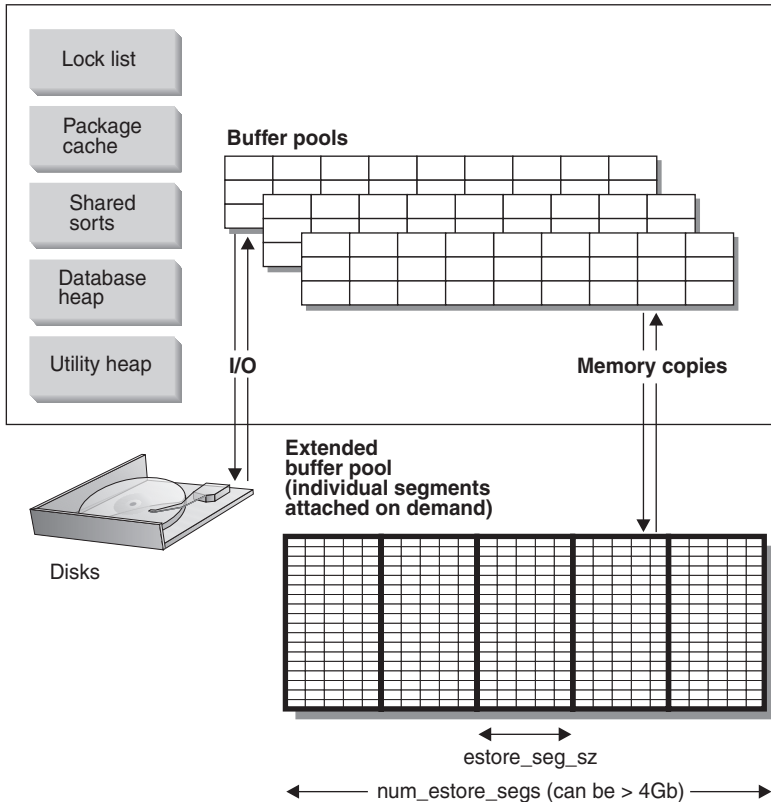 Lock list
Package
cache
Shared
sorts
Database
heap
Utility heap
Buffer pools
I/O
Memory copies
Disks
Extended
buffer pool
(individual segments
attached on demand)
estore_seg_sz
num_estore_segs (can be > 4Gb)